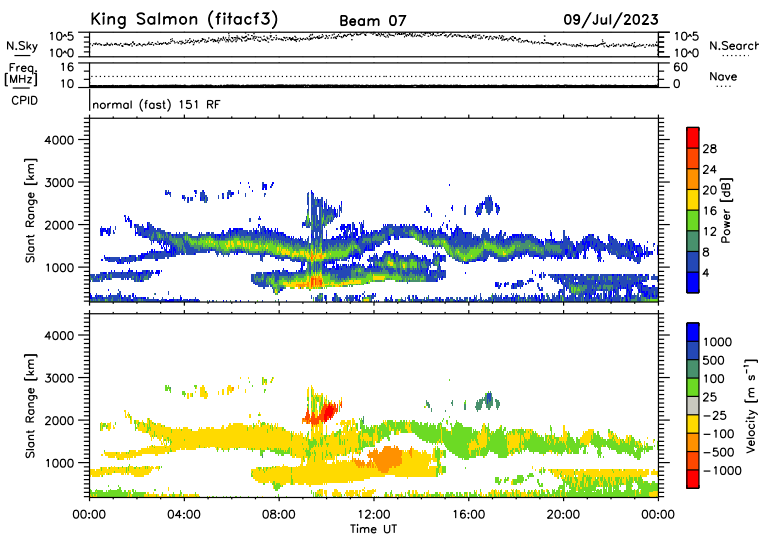 King Salmon (fitacf3) Beam 07 09/Jul/2023
N.Sky 10^5 10^0 10^5 10^0 N.Search
Freq. [MHz] 16 10 60 0 Nave
CPID normal (fast) 151 RF
Slant Range [km] 4000 3000 2000 1000
Power [dB] 28 24 20 16 12 8 4
Slant Range [km] 4000 3000 2000 1000
Velocity [m s⁻¹] 1000 500 100 25 −25 −100 −500 −1000
00:00 04:00 08:00 12:00 16:00 20:00 00:00
Time UT